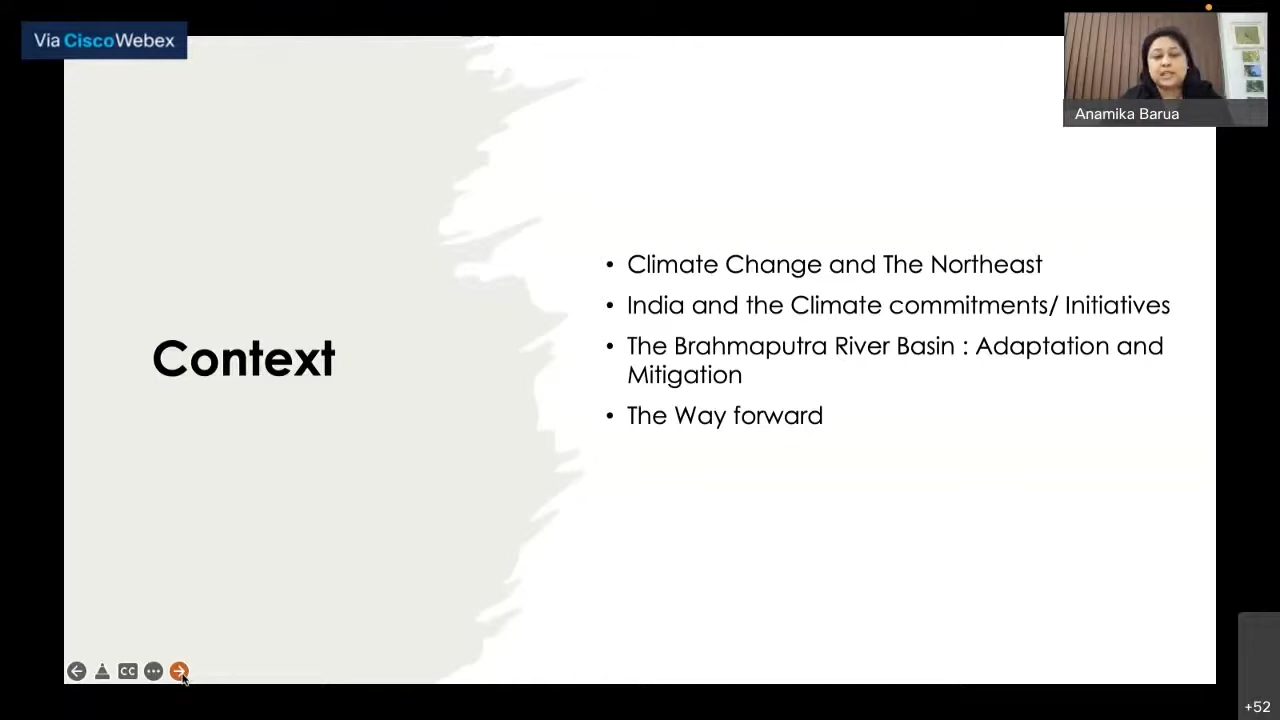 Via Cisco Webex
Anamika Barua
Context
• Climate Change and The Northeast
• India and the Climate commitments/ Initiatives
• The Brahmaputra River Basin : Adaptation and
Mitigation
• The Way forward
CC
+52